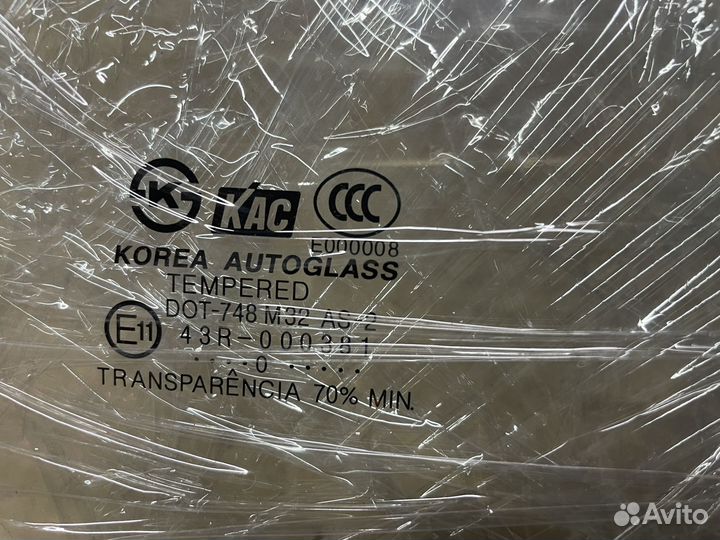 KS KAC CCC
E000008
KOREA AUTOGLASS
TEMPERED
DOT-748 M32 AS-2
E11 43R-000381
....0.....
TRANSPARÊNCIA 70% MIN.
Avito